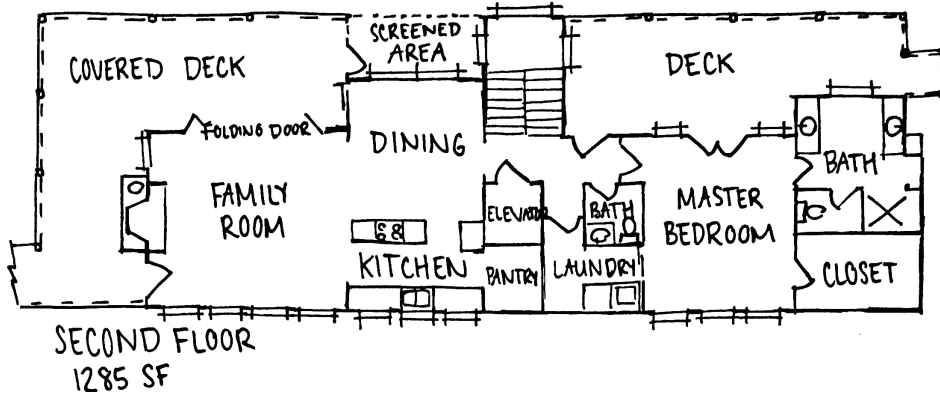 SCREENED
AREA
COVERED DECK
DECK
FOLDING DOOR
DINING
BATH
FAMILY
ROOM
MASTER
BEDROOM
ELEVATOR
BATH
KITCHEN
PANTRY
LAUNDRY
CLOSET
SECOND FLOOR
1285 SF